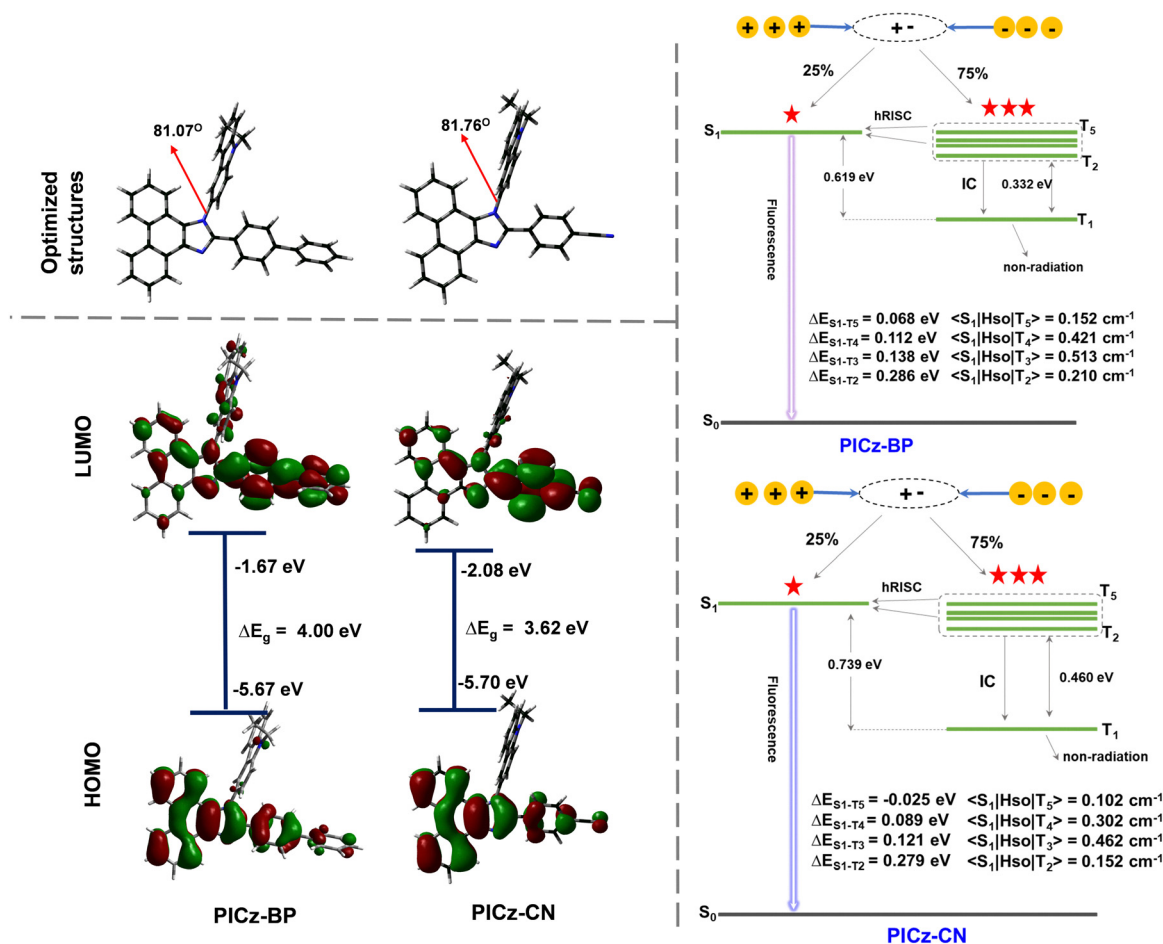 Optimized
structures
81.07O
81.76O
LUMO
-1.67 eV
ΔEg = 4.00 eV
-5.67 eV
-2.08 eV
ΔEg = 3.62 eV
-5.70 eV
HOMO
PICz-BP
PICz-CN
+ + +
+ -
- - -
25%
75%
hRISC
S1
T5
T2
0.619 eV
IC
0.332 eV
T1
Fluorescence
non-radiation
ΔES1-T5 = 0.068 eV <S1|Hso|T5> = 0.152 cm-1
ΔES1-T4 = 0.112 eV <S1|Hso|T4> = 0.421 cm-1
ΔES1-T3 = 0.138 eV <S1|Hso|T3> = 0.513 cm-1
ΔES1-T2 = 0.286 eV <S1|Hso|T2> = 0.210 cm-1
S0
PICz-BP
+ + +
+ -
- - -
25%
75%
hRISC
S1
T5
T2
0.739 eV
IC
0.460 eV
T1
Fluorescence
non-radiation
ΔES1-T5 = -0.025 eV <S1|Hso|T5> = 0.102 cm-1
ΔES1-T4 = 0.089 eV <S1|Hso|T4> = 0.302 cm-1
ΔES1-T3 = 0.121 eV <S1|Hso|T3> = 0.462 cm-1
ΔES1-T2 = 0.279 eV <S1|Hso|T2> = 0.152 cm-1
S0
PICz-CN